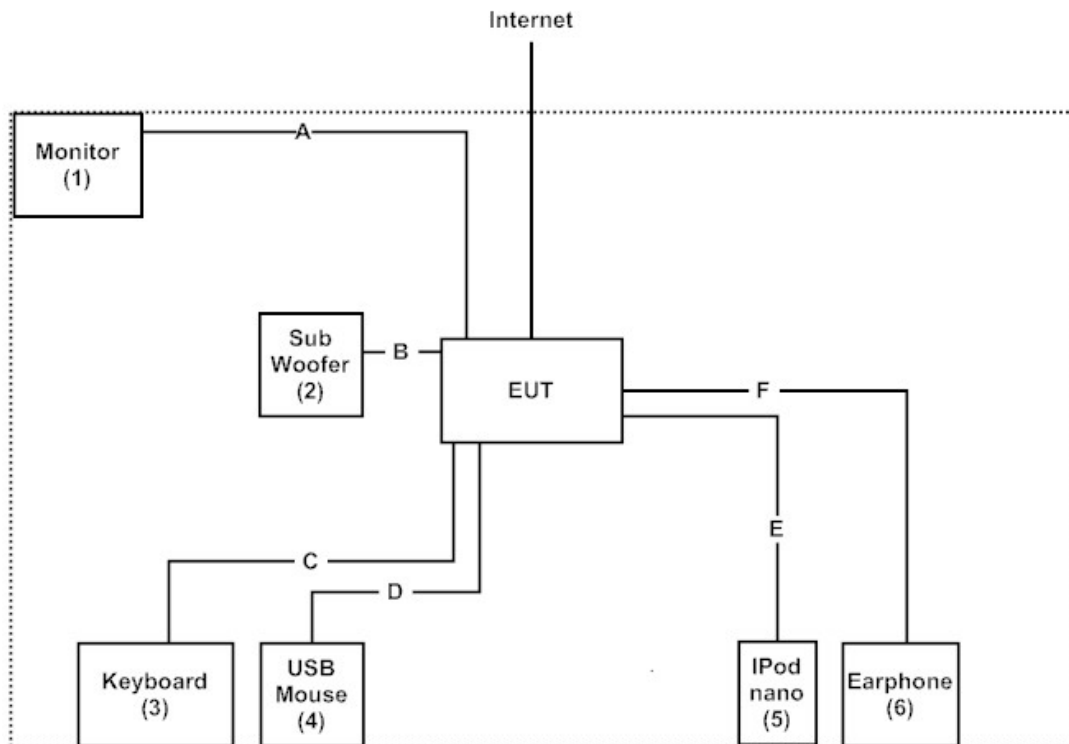 Internet
A
Monitor
(1)
Sub
Woofer
(2)
B
EUT
F
E
C
D
Keyboard
(3)
USB
Mouse
(4)
IPod
nano
(5)
Earphone
(6)